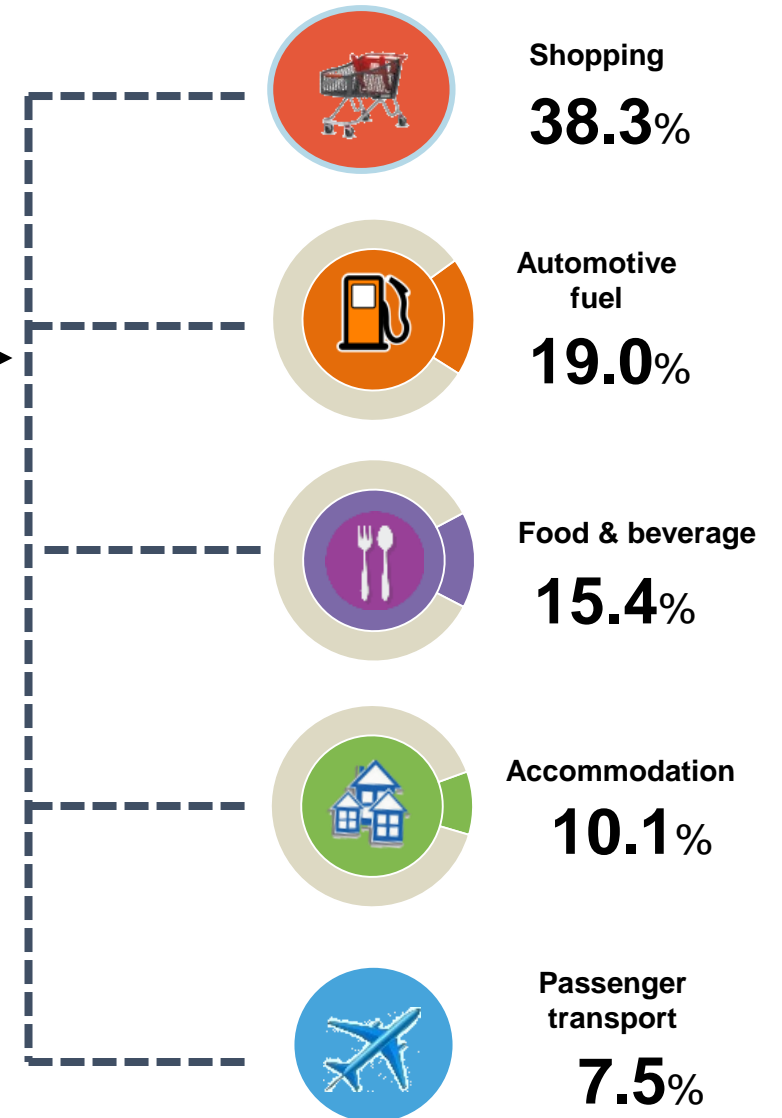 Shopping
38.3%
Automotive
fuel
19.0%
Food & beverage
15.4%
Accommodation
10.1%
Passenger
transport
7.5%